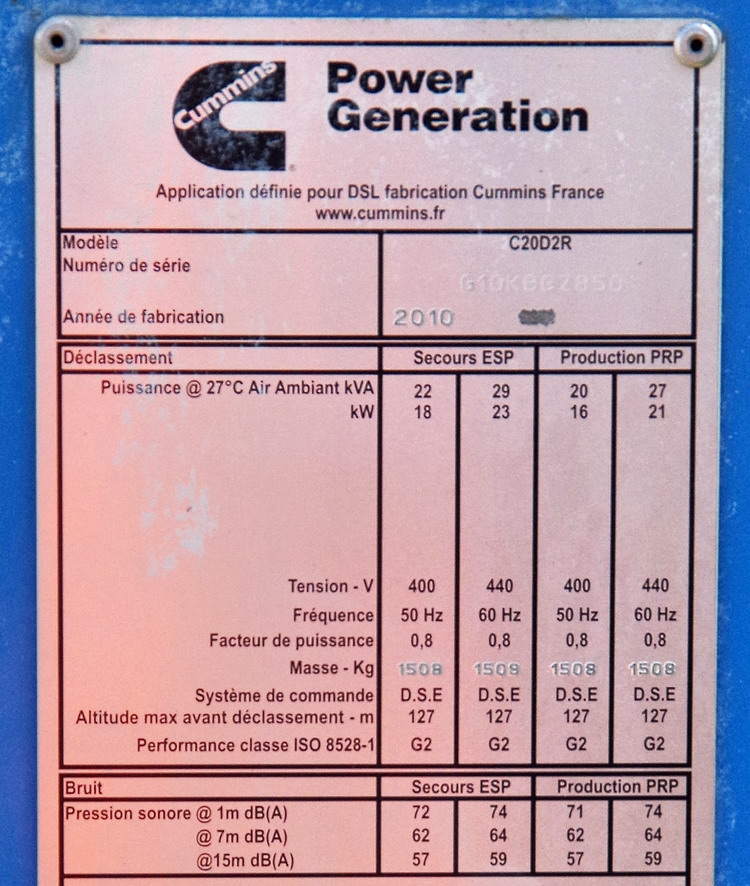 Cummins
Power
Generation
Application définie pour DSL fabrication Cummins France
www.cummins.fr
Modèle C20D2R
Numéro de série
Année de fabrication 2010
Déclassement Secours ESP Production PRP
Puissance @ 27°C Air Ambiant kVA 22 29 20 27
kW 18 23 16 21
Tension - V 400 440 400 440
Fréquence 50 Hz 60 Hz 50 Hz 60 Hz
Facteur de puissance 0,8 0,8 0,8 0,8
Masse - Kg 1508 1508 1508 1508
Système de commande D.S.E D.S.E D.S.E D.S.E
Altitude max avant déclassement - m 127 127 127 127
Performance classe ISO 8528-1 G2 G2 G2 G2
Bruit Secours ESP Production PRP
Pression sonore @ 1m dB(A) 72 74 71 74
@ 7m dB(A) 62 64 62 64
@15m dB(A) 57 59 57 59